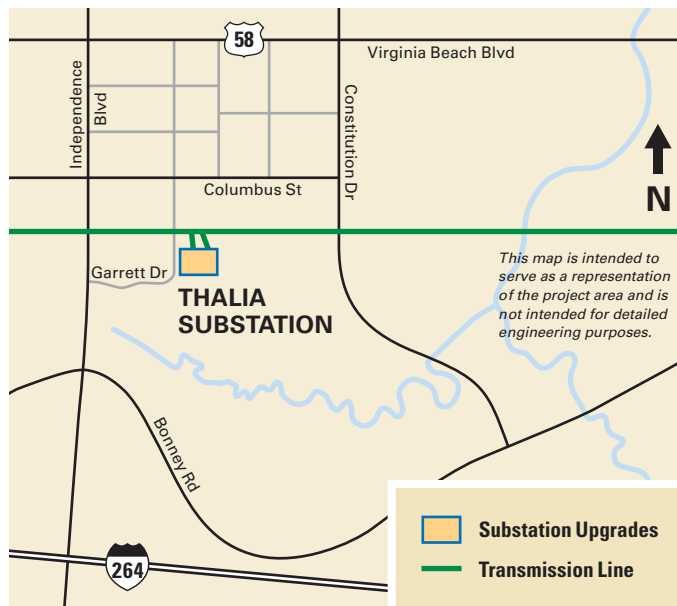 58
Virginia Beach Blvd
Independence
Blvd
Constitution Dr
Columbus St
N
Garrett Dr
THALIA
SUBSTATION
This map is intended to
serve as a representation
of the project area and is
not intended for detailed
engineering purposes.
Bonney Rd
264
Substation Upgrades
Transmission Line